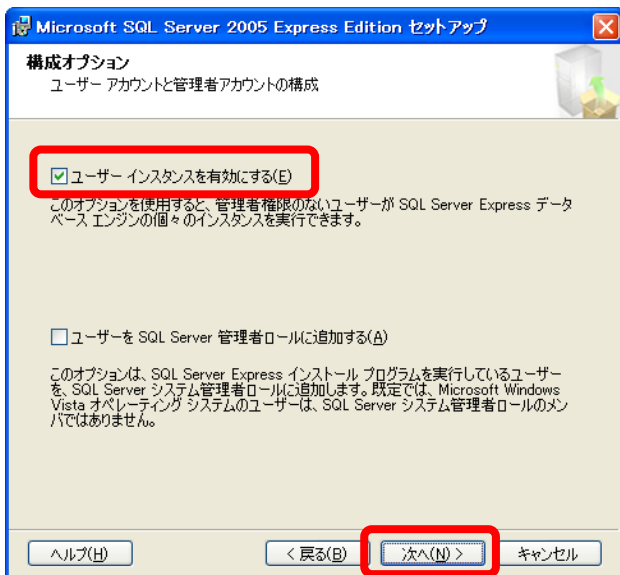 Microsoft SQL Server 2005 Express Edition セットアップ
構成オプション
ユーザー アカウントと管理者アカウントの構成
ユーザー インスタンスを有効にする(E)
このオプションを使用すると、管理者権限のないユーザーが SQL Server Express データ
ベース エンジンの個々のインスタンスを実行できます。
ユーザーを SQL Server 管理者ロールに追加する(A)
このオプションは、SQL Server Express インストール プログラムを実行しているユーザー
を、SQL Server システム管理者ロールに追加します。既定では、Microsoft Windows
Vista オペレーティング システムのユーザーは、SQL Server システム管理者ロールのメン
バではありません。
ヘルプ(H)
< 戻る(B)
次へ(N) >
キャンセル